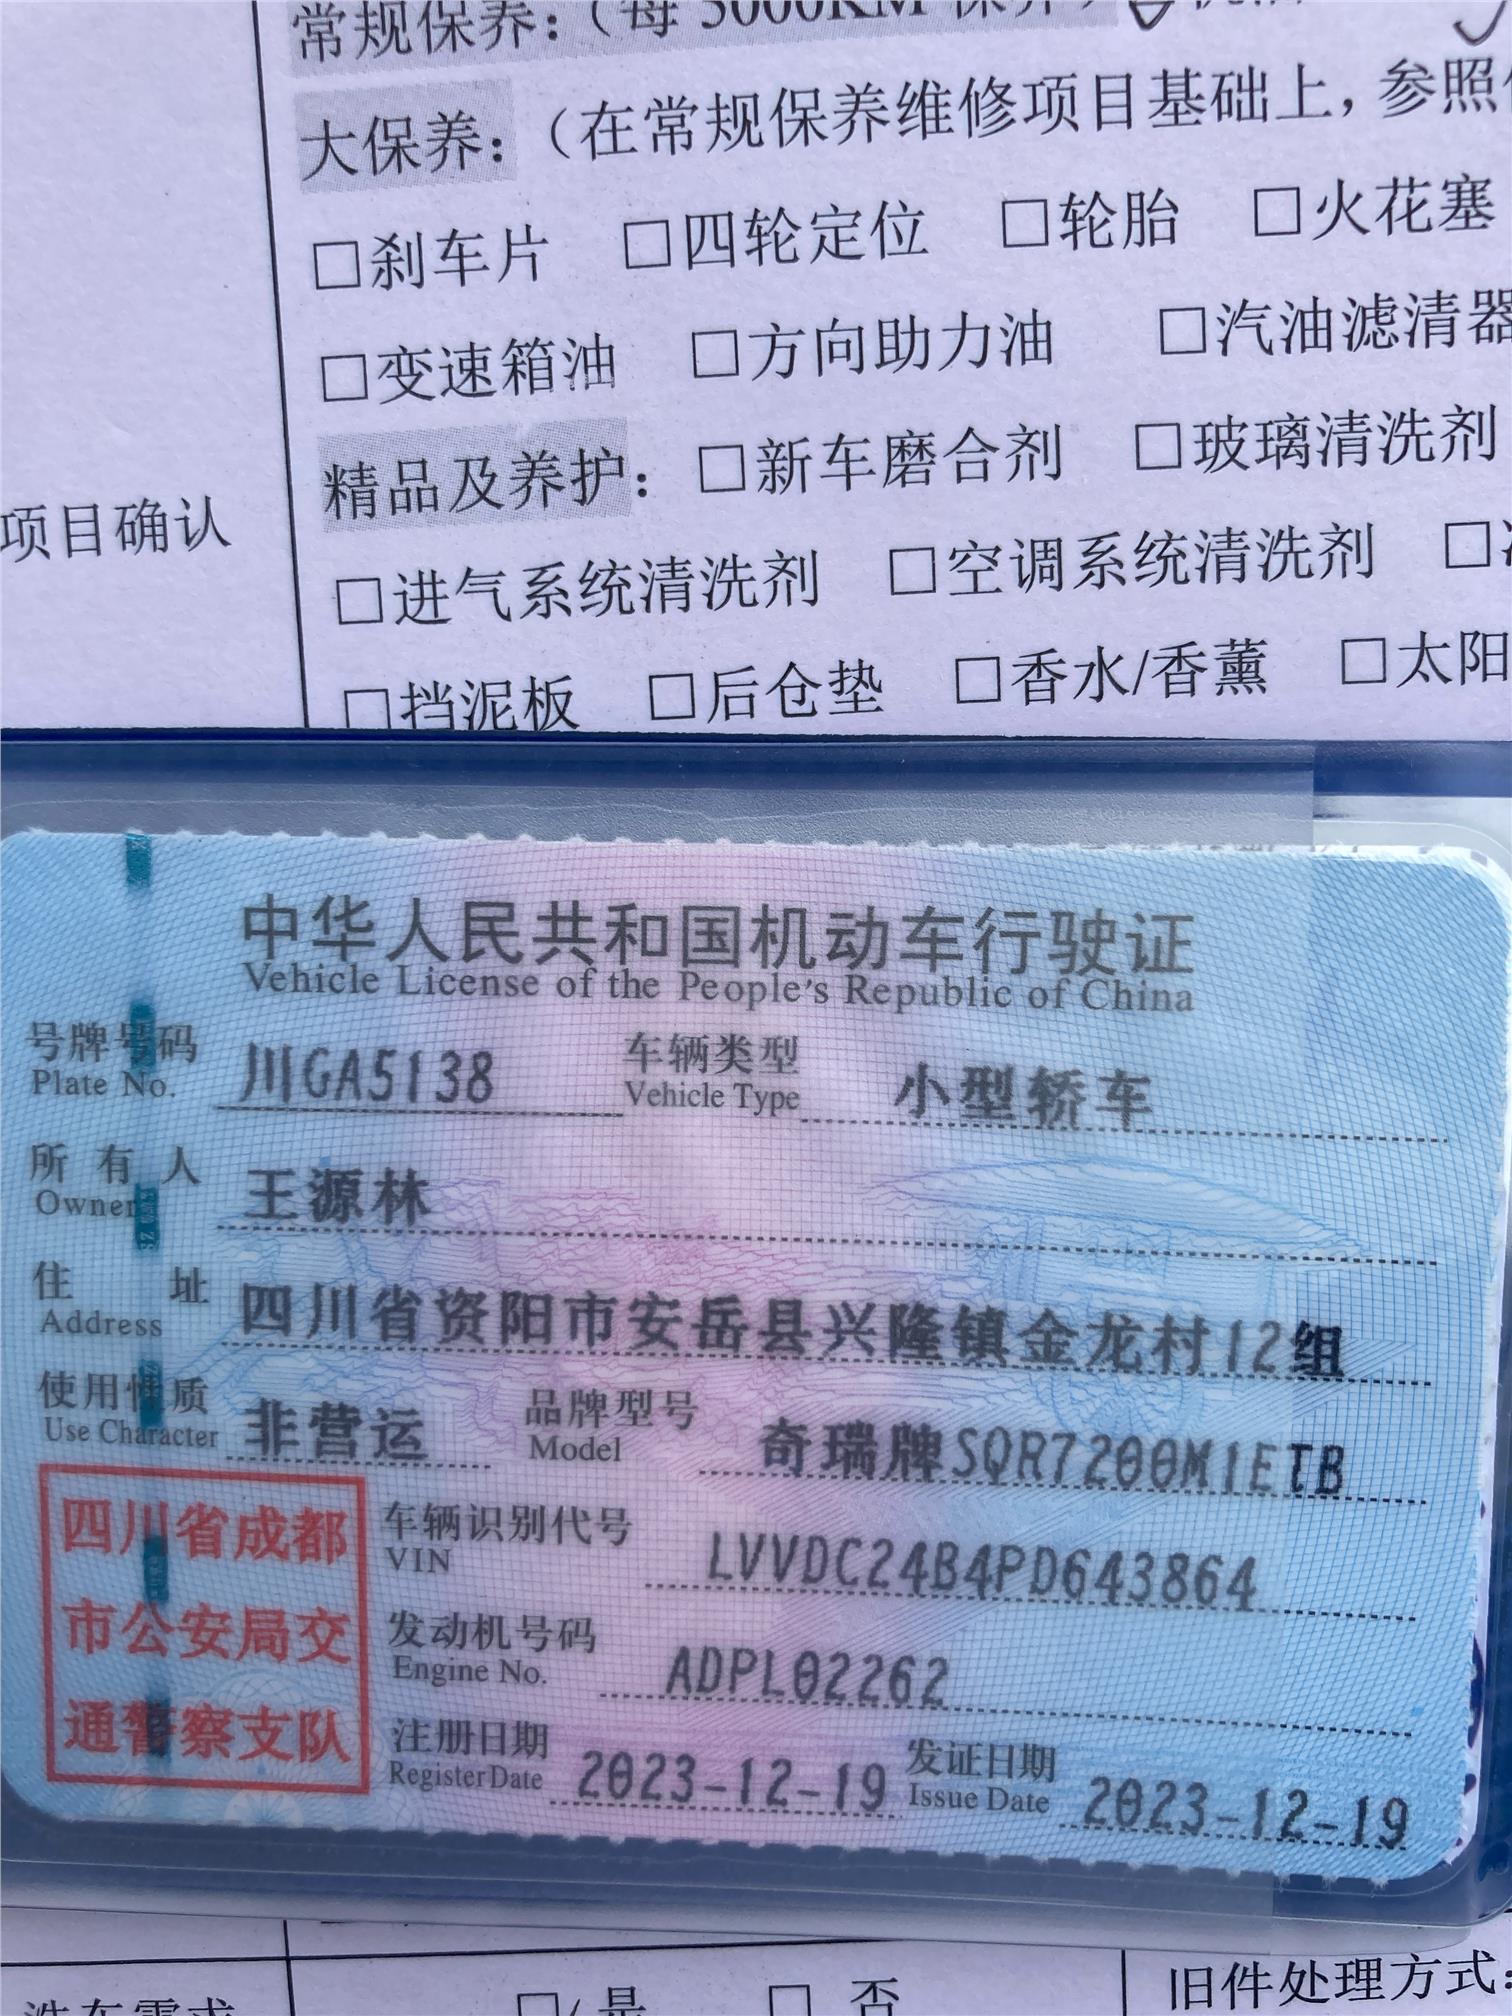 常规保养：（每5000KM保养
大保养：（在常规保养维修项目基础上，参照
□刹车片 □四轮定位 □轮胎 □火花塞
□变速箱油 □方向助力油 □汽油滤清器
精品及养护： □新车磨合剂 □玻璃清洗剂
项目确认
□进气系统清洗剂 □空调系统清洗剂 □
□挡泥板 □后仓垫 □香水/香薰 □太阳
中华人民共和国机动车行驶证
Vehicle License of the People's Republic of China
号牌号码 川GA5138 车辆类型 小型轿车
Plate No. Vehicle Type
所有人 王源林
Owner
住址 四川省资阳市安岳县兴隆镇金龙村12组
Address
使用性质 非营运 品牌型号 奇瑞牌SQR7200M1ETB
Use Character Model
四川省成都
市公安局交
通警察支队
车辆识别代号 LVVDC24B4PD643864
VIN
发动机号码 ADPL02262
Engine No.
注册日期 2023-12-19 发证日期 2023-12-19
Register Date Issue Date
洗车需求 □是 □否 旧件处理方式：